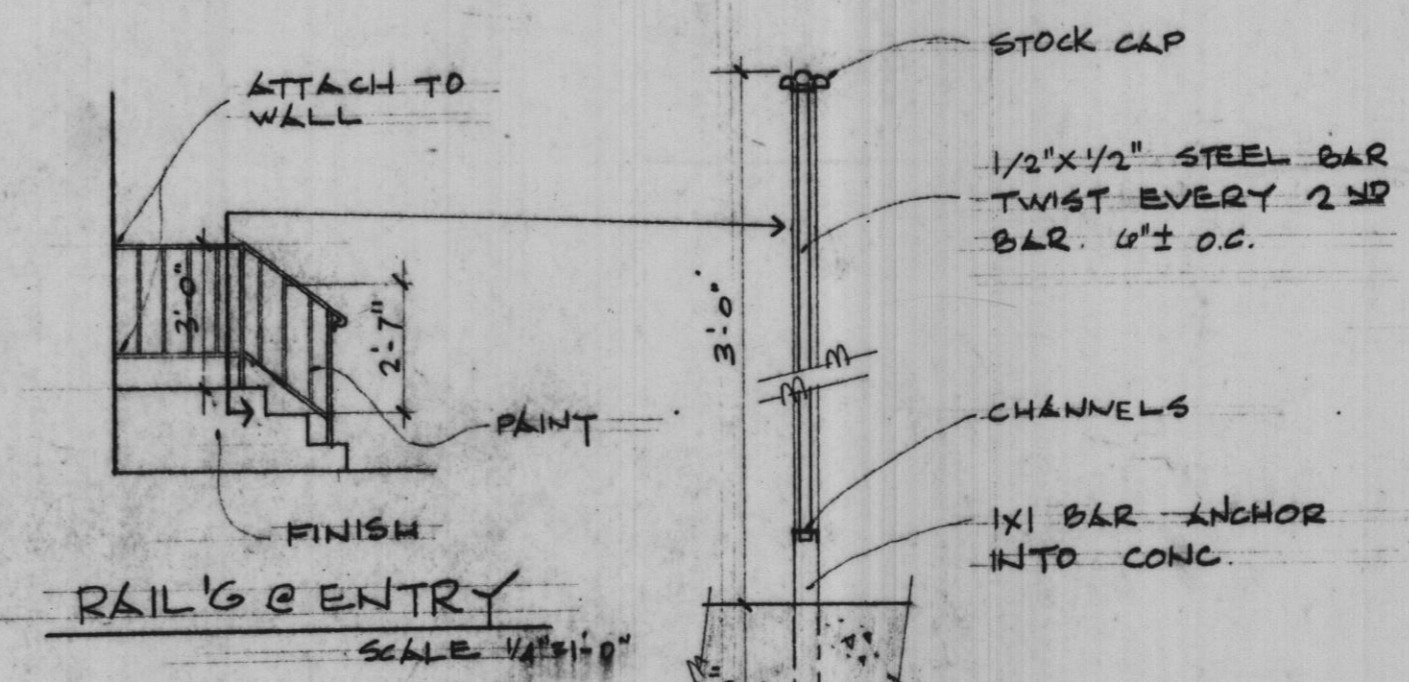 ATTACH TO
WALL
3'-0"
2'-7"
PAINT
FINISH
RAIL'G @ ENTRY
SCALE 1/4"=1'-0"
STOCK CAP
1/2"X1/2" STEEL BAR
TWIST EVERY 2ND
BAR. 6"± O.C.
3'-0"
CHANNELS
1X1 BAR ANCHOR
INTO CONC.